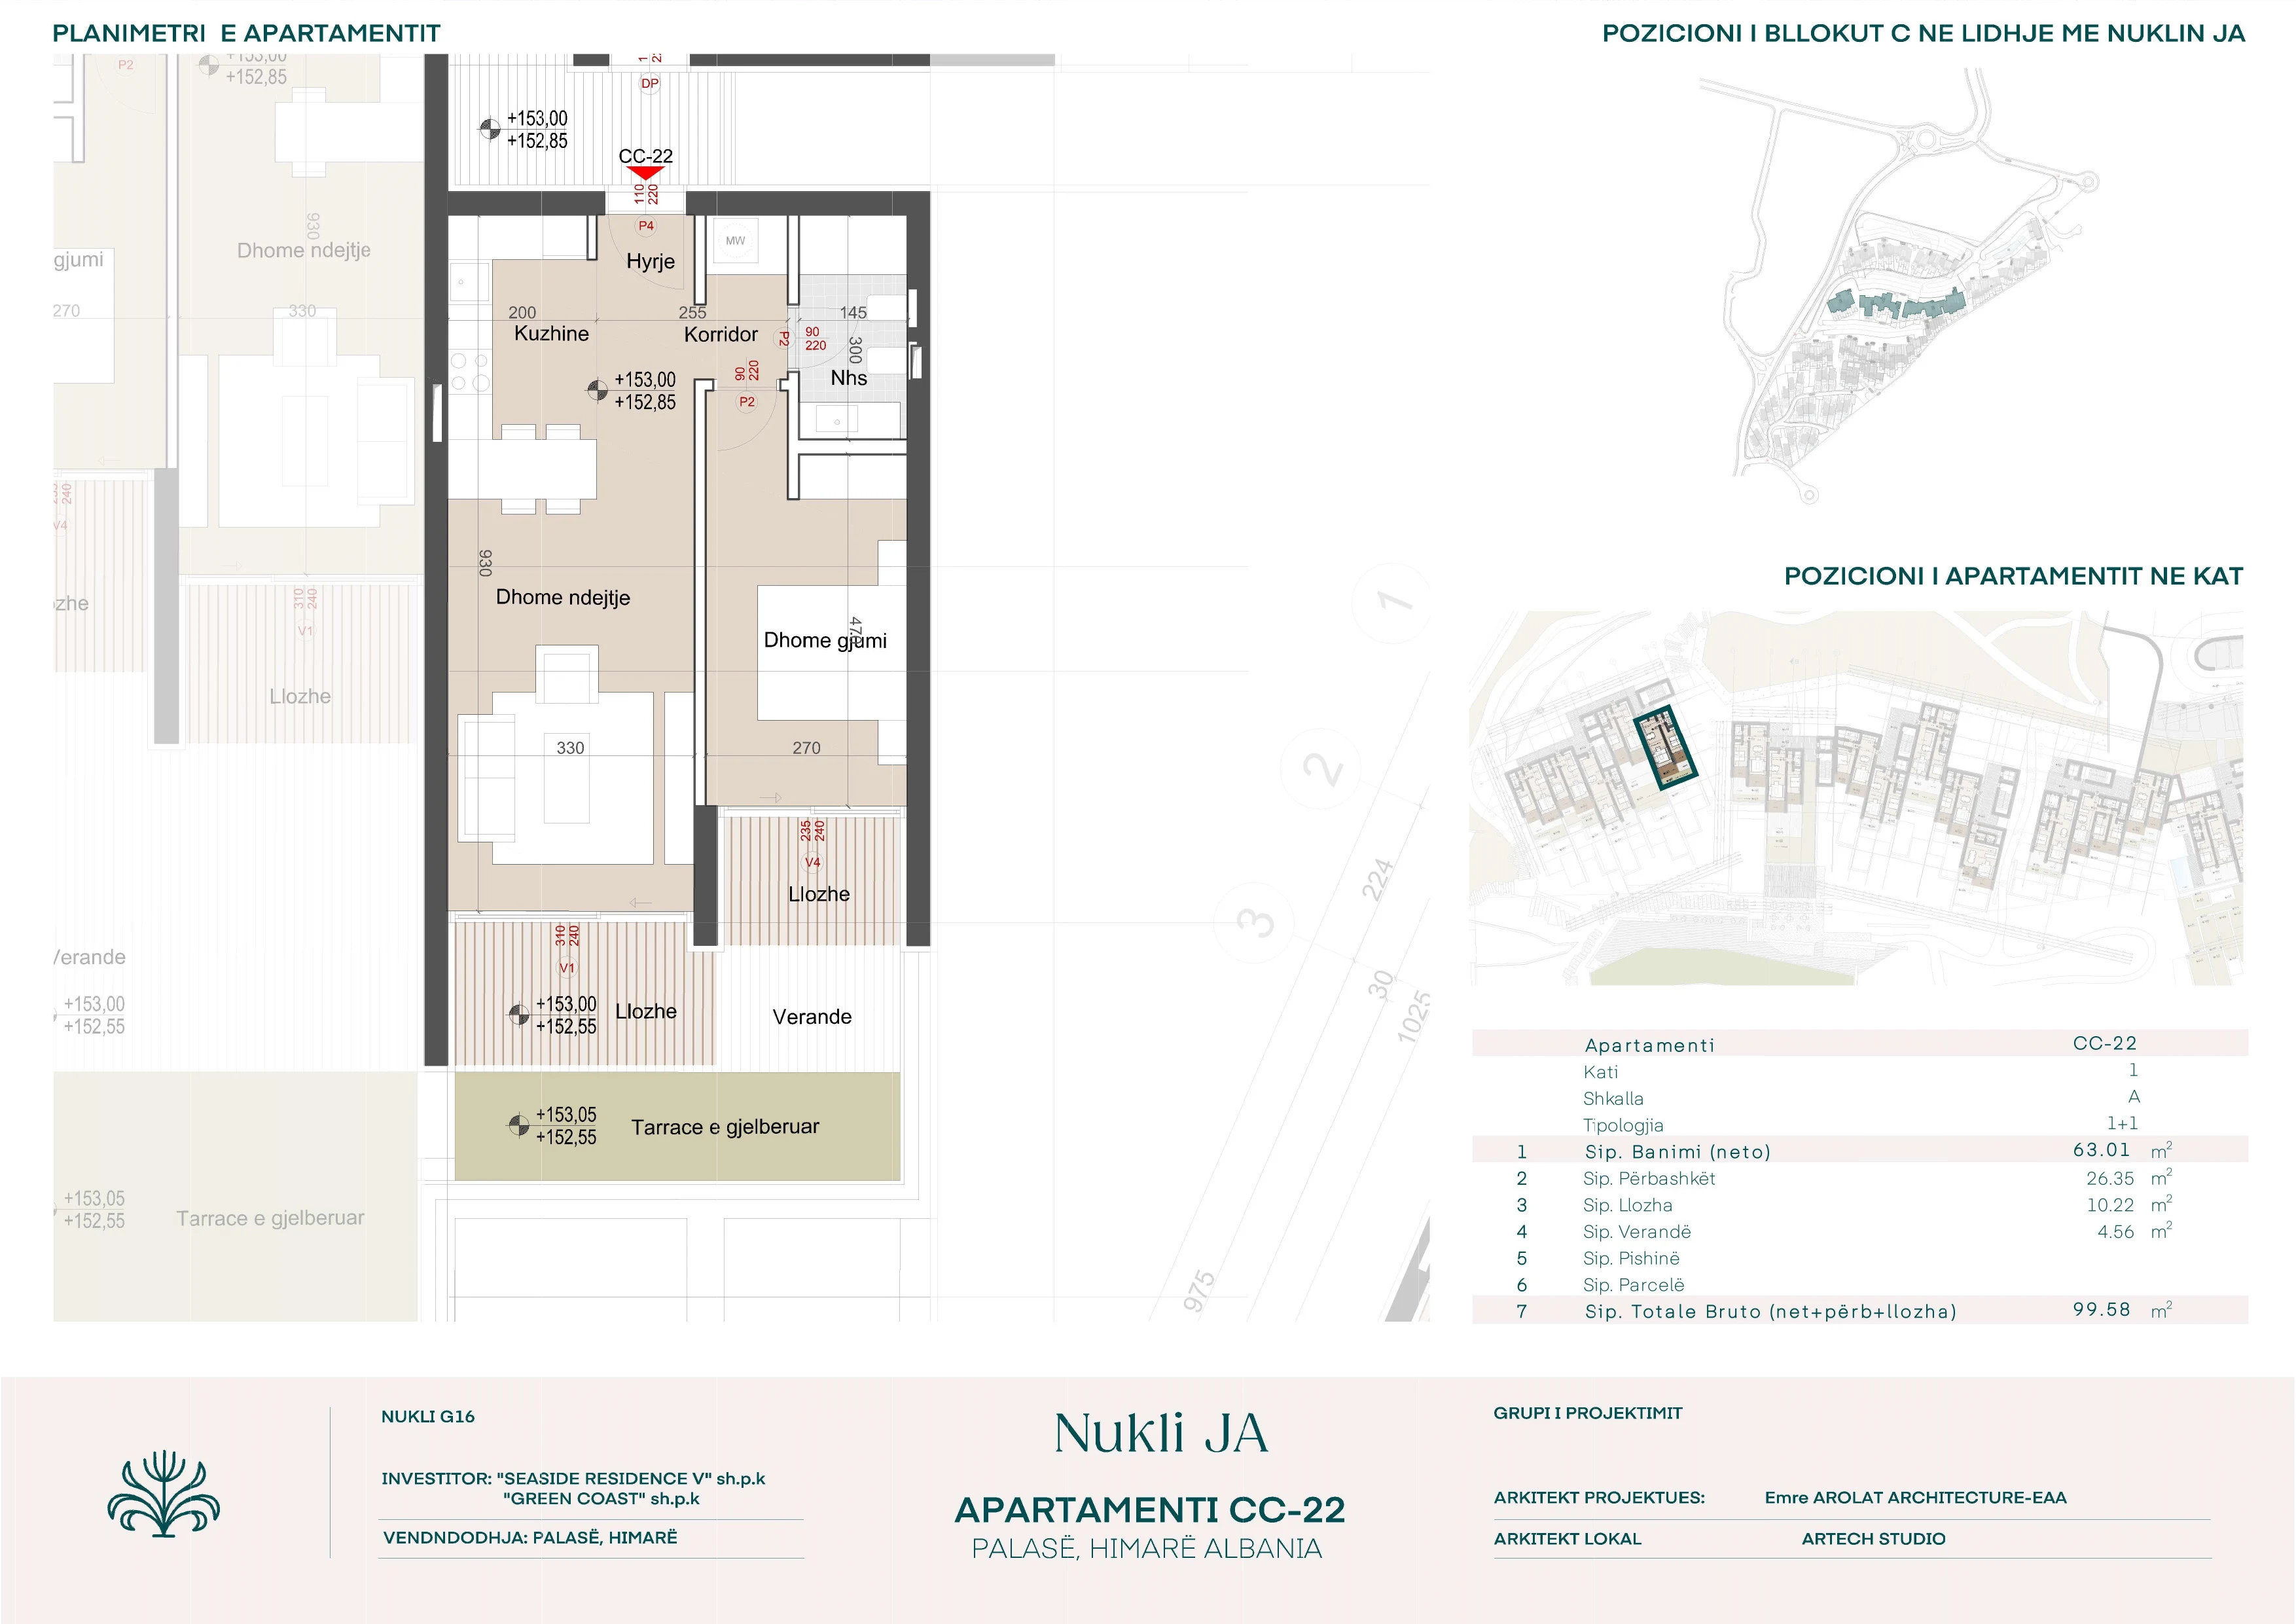 PLANIMETRI E APARTAMENTIT
POZICIONI I BLLOKUT C NE LIDHJE ME NUKLIN JA
P2
+153,00
+152,85
DP
+153,00
+152,85
CC-22
110
220
P4
MW
Hyrje
930
Dhome ndejtje
gjumi
270
330
200
255
145
Kuzhine
Korridor
P2
90
220
300
Nhs
90
220
P2
+153,00
+152,85
930
Dhome ndejtje
470
Dhome gjumi
330
270
240
V4
310
240
V1
Llozhe
235
240
V4
Llozhe
310
240
V1
+153,00
+152,55
Llozhe
Verande
+153,05
+152,55
Tarrace e gjelberuar
+153,00
+152,55
+153,05
+152,55
Tarrace e gjelberuar
1
2
3
224
30
1025
975
POZICIONI I APARTAMENTIT NE KAT
Apartamenti CC-22
Kati 1
Shkalla A
Tipologjia 1+1
1 Sip. Banimi (neto) 63.01 m²
2 Sip. Përbashkët 26.35 m²
3 Sip. Llozha 10.22 m²
4 Sip. Verandë 4.56 m²
5 Sip. Pishinë
6 Sip. Parcelë
7 Sip. Totale Bruto (net+përb+llozha) 99.58 m²
NUKLI G16
INVESTITOR: "SEASIDE RESIDENCE V" sh.p.k
"GREEN COAST" sh.p.k
VENDNDODHJA: PALASË, HIMARË
Nukli JA
APARTAMENTI CC-22
PALASË, HIMARË ALBANIA
GRUPI I PROJEKTIMIT
ARKITEKT PROJEKTUES: Emre AROLAT ARCHITECTURE-EAA
ARKITEKT LOKAL ARTECH STUDIO